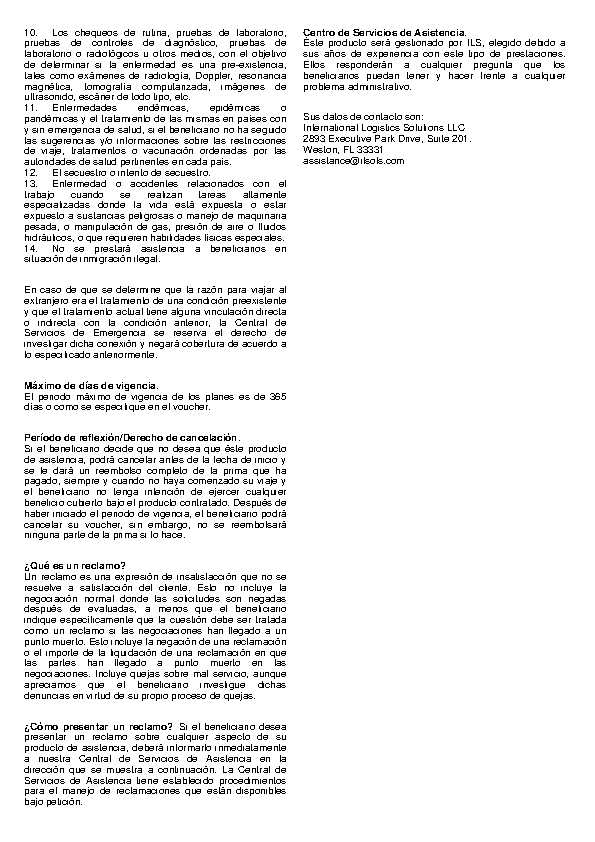 10. Los chequeos de rutina, pruebas de laboratorio,
pruebas de controles de diagnóstico, pruebas de
laboratorio o radiológicos u otros medios, con el objetivo
de determinar si la enfermedad es una pre-existencia,
tales como exámenes de radiología, Doppler, resonancia
magnética, tomografía computarizada, imágenes de
ultrasonido, escáner de todo tipo, etc.
11. Enfermedades endémicas, epidémicas o
pandémicas y el tratamiento de las mismas en países con
y sin emergencia de salud, si el beneficiario no ha seguido
las sugerencias y/o informaciones sobre las restricciones
de viaje, tratamientos o vacunación ordenadas por las
autoridades de salud pertinentes en cada país.
12. El secuestro o intento de secuestro.
13. Enfermedad o accidentes relacionados con el
trabajo cuando se realizan tareas altamente
especializadas donde la vida está expuesta o estar
expuesto a sustancias peligrosas o manejo de maquinaria
pesada, o manipulación de gas, presión de aire o fluidos
hidráulicos, o que requieren habilidades físicas especiales.
14. No se prestará asistencia a beneficiarios en
situación de inmigración ilegal.
En caso de que se determine que la razón para viajar al
extranjero era el tratamiento de una condición preexistente
y que el tratamiento actual tiene alguna vinculación directa
o indirecta con la condición anterior, la Central de
Servicios de Emergencia se reserva el derecho de
investigar dicha conexión y negará cobertura de acuerdo a
lo especificado anteriormente.
Máximo de días de vigencia.
El periodo máximo de vigencia de los planes es de 365
días o como se especifique en el voucher.
Período de reflexión/Derecho de cancelación.
Si el beneficiario decide que no desea que éste producto
de asistencia, podrá cancelar antes de la fecha de inicio y
se le dará un reembolso completo de la prima que ha
pagado, siempre y cuando no haya comenzado su viaje y
el beneficiario no tenga intención de ejercer cualquier
beneficio cubierto bajo el producto contratado. Después de
haber iniciado el periodo de vigencia, el beneficiario podrá
cancelar su voucher, sin embargo, no se reembolsará
ninguna parte de la prima si lo hace.
¿Qué es un reclamo?
Un reclamo es una expresión de insatisfacción que no se
resuelve a satisfacción del cliente. Esto no incluye la
negociación normal donde las solicitudes son negadas
después de evaluadas, a menos que el beneficiario
indique específicamente que la cuestión debe ser tratada
como un reclamo si las negociaciones han llegado a un
punto muerto. Esto incluye la negación de una reclamación
o el importe de la liquidación de una reclamación en que
las partes han llegado a punto muerto en las
negociaciones. Incluye quejas sobre mal servicio, aunque
apreciamos que el beneficiario investigue dichas
denuncias en virtud de su propio proceso de quejas.
¿Cómo presentar un reclamo? Si el beneficiario desea
presentar un reclamo sobre cualquier aspecto de su
producto de asistencia, deberá informarlo inmediatamente
a nuestra Central de Servicios de Asistencia en la
dirección que se muestra a continuación. La Central de
Servicios de Asistencia tiene establecido procedimientos
para el manejo de reclamaciones que están disponibles
bajo petición.
Centro de Servicios de Asistencia.
Éste producto será gestionado por ILS, elegido debido a
sus años de experiencia con este tipo de prestaciones.
Ellos responderán a cualquier pregunta que los
beneficiarios puedan tener y hacer frente a cualquier
problema administrativo.
Sus datos de contacto son:
International Logistics Solutions LLC
2893 Executive Park Drive, Suite 201.
Weston, FL 33331
assistance@ilsols.com